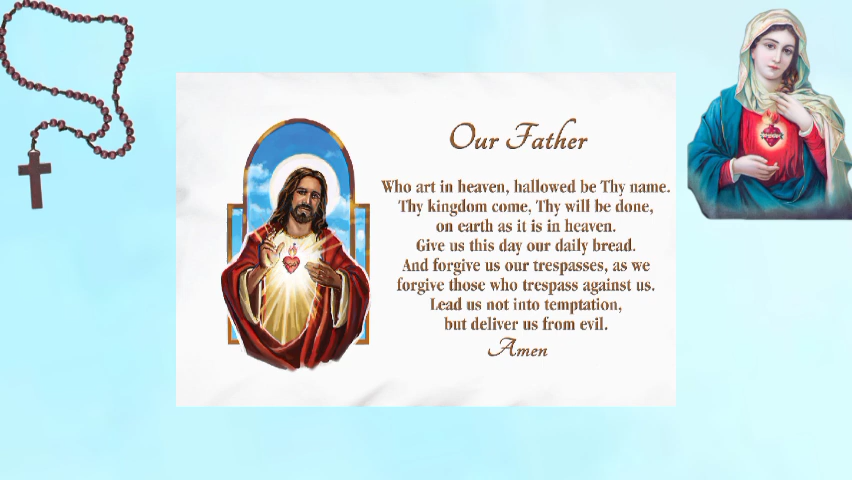 Our Father
Who art in heaven, hallowed be Thy name.
Thy kingdom come, Thy will be done,
on earth as it is in heaven.
Give us this day our daily bread.
And forgive us our trespasses, as we
forgive those who trespass against us.
Lead us not into temptation,
but deliver us from evil.
Amen